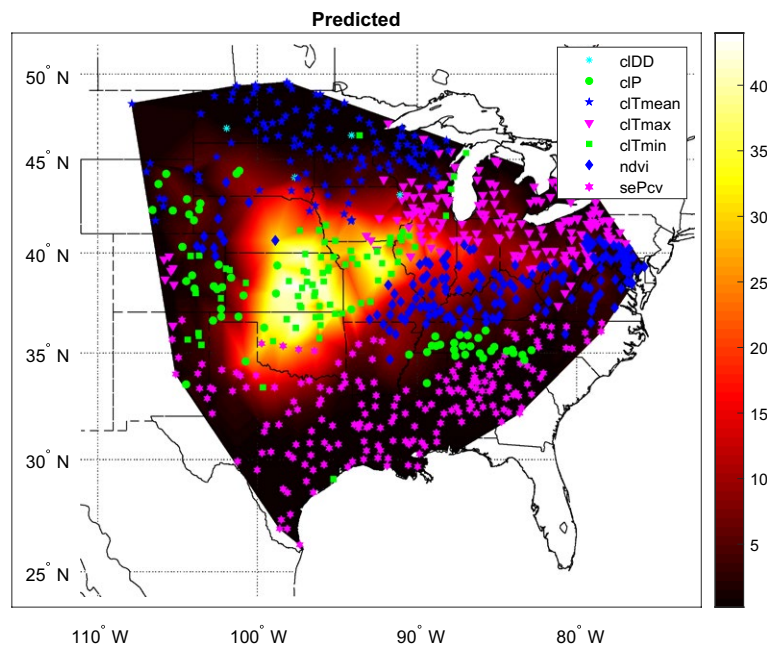 Predicted
clDD
clP
clTmean
clTmax
clTmin
ndvi
sePcv
50° N
45° N
40° N
35° N
30° N
25° N
110° W
100° W
90° W
80° W
40
35
30
25
20
15
10
5